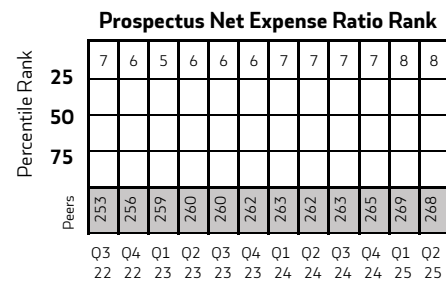 Prospectus Net Expense Ratio Rank
Percentile Rank
7 6 5 6 6 6 7 7 7 7 8 8
25
50
75
Peers
253 256 259 260 260 262 263 262 263 265 269 268
Q3 Q4 Q1 Q2 Q3 Q4 Q1 Q2 Q3 Q4 Q1 Q2
22 22 23 23 23 23 24 24 24 24 25 25